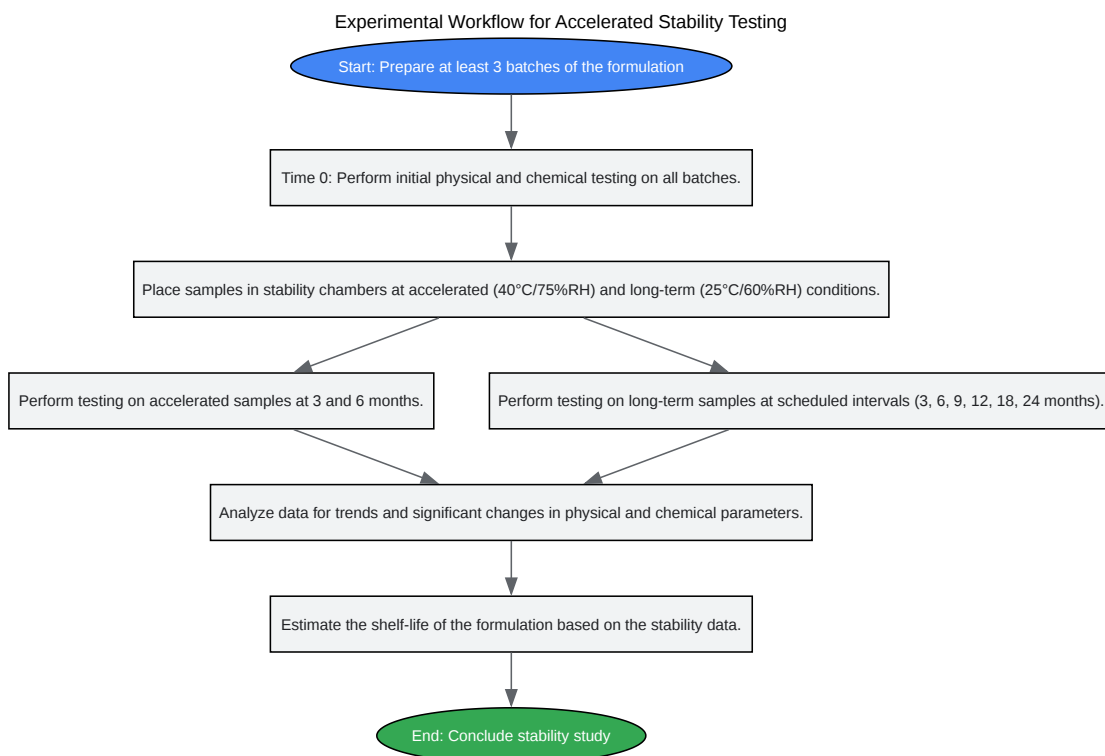 Experimental Workflow for Accelerated Stability Testing
Start: Prepare at least 3 batches of the formulation
Time 0: Perform initial physical and chemical testing on all batches.
Place samples in stability chambers at accelerated (40°C/75%RH) and long-term (25°C/60%RH) conditions.
Perform testing on accelerated samples at 3 and 6 months.
Perform testing on long-term samples at scheduled intervals (3, 6, 9, 12, 18, 24 months).
Analyze data for trends and significant changes in physical and chemical parameters.
Estimate the shelf-life of the formulation based on the stability data.
End: Conclude stability study